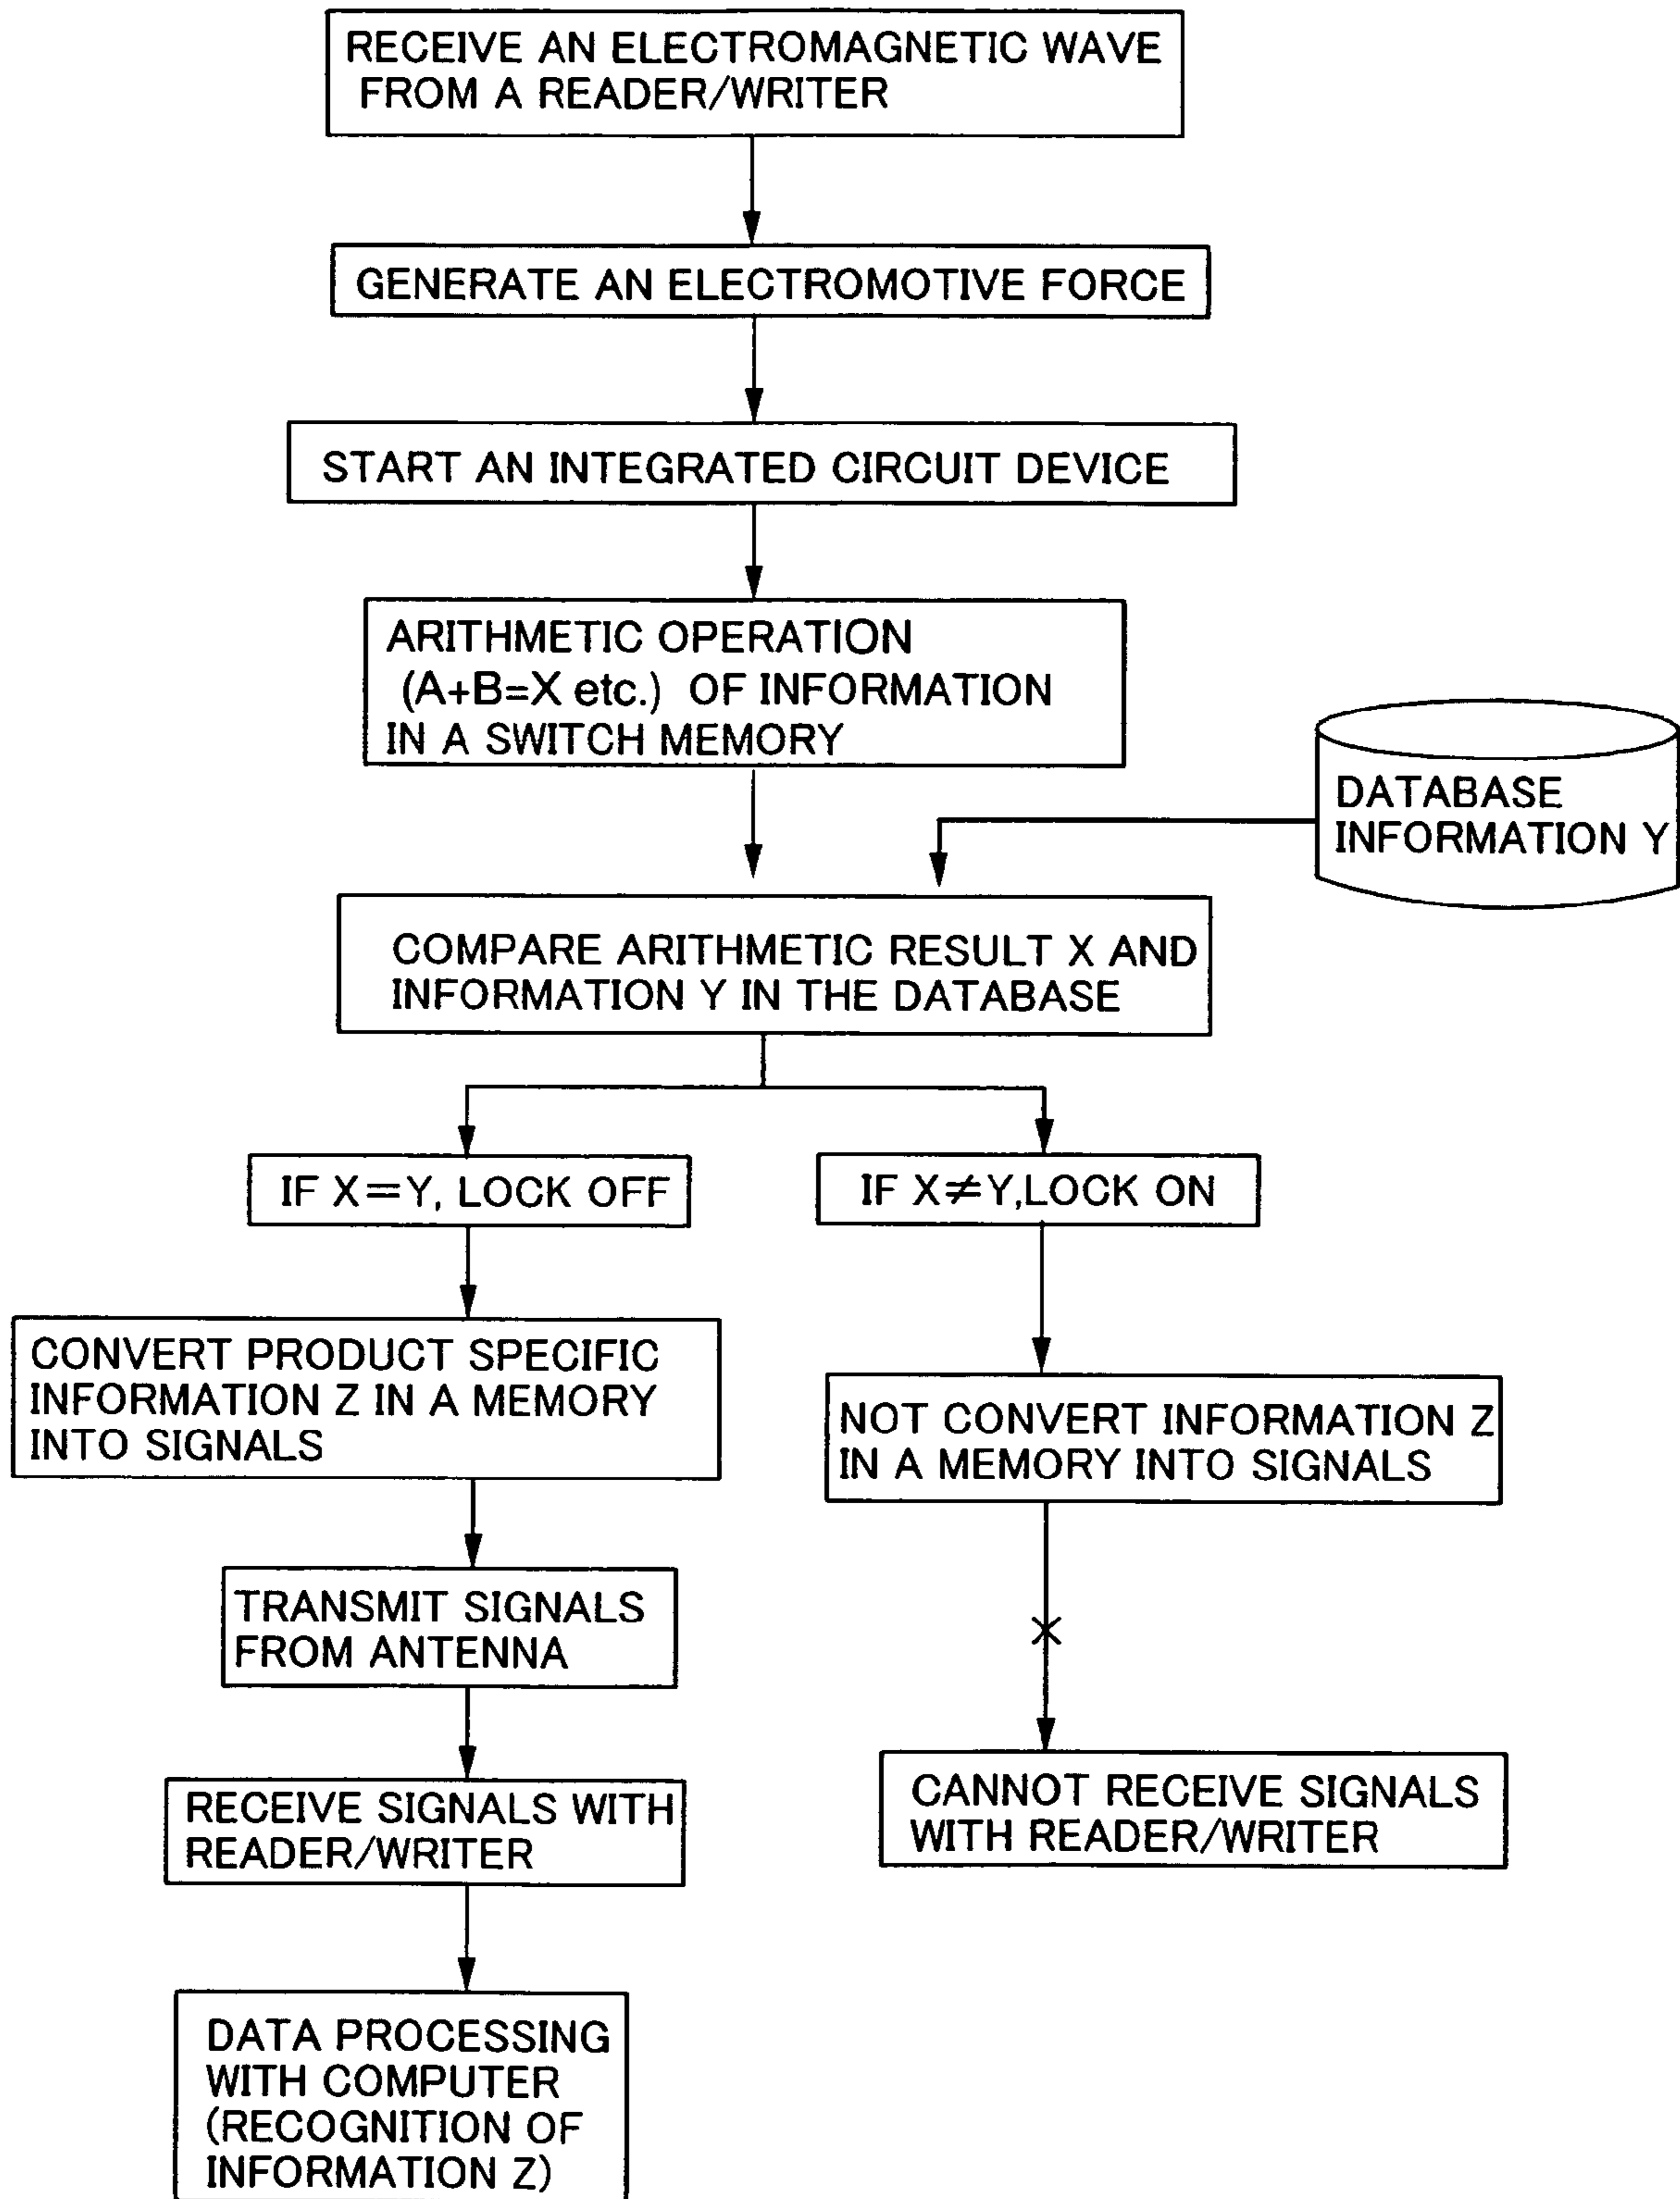 RECEIVE AN ELECTROMAGNETIC WAVE
FROM A READER/WRITER
GENERATE AN ELECTROMOTIVE FORCE
START AN INTEGRATED CIRCUIT DEVICE
ARITHMETIC OPERATION
(A+B=X etc.) OF INFORMATION
IN A SWITCH MEMORY
DATABASE
INFORMATION Y
COMPARE ARITHMETIC RESULT X AND
INFORMATION Y IN THE DATABASE
IF X=Y, LOCK OFF
IF X≠Y,LOCK ON
CONVERT PRODUCT SPECIFIC
INFORMATION Z IN A MEMORY
INTO SIGNALS
NOT CONVERT INFORMATION Z
IN A MEMORY INTO SIGNALS
TRANSMIT SIGNALS
FROM ANTENNA
RECEIVE SIGNALS WITH
READER/WRITER
CANNOT RECEIVE SIGNALS
WITH READER/WRITER
DATA PROCESSING
WITH COMPUTER
(RECOGNITION OF
INFORMATION Z)